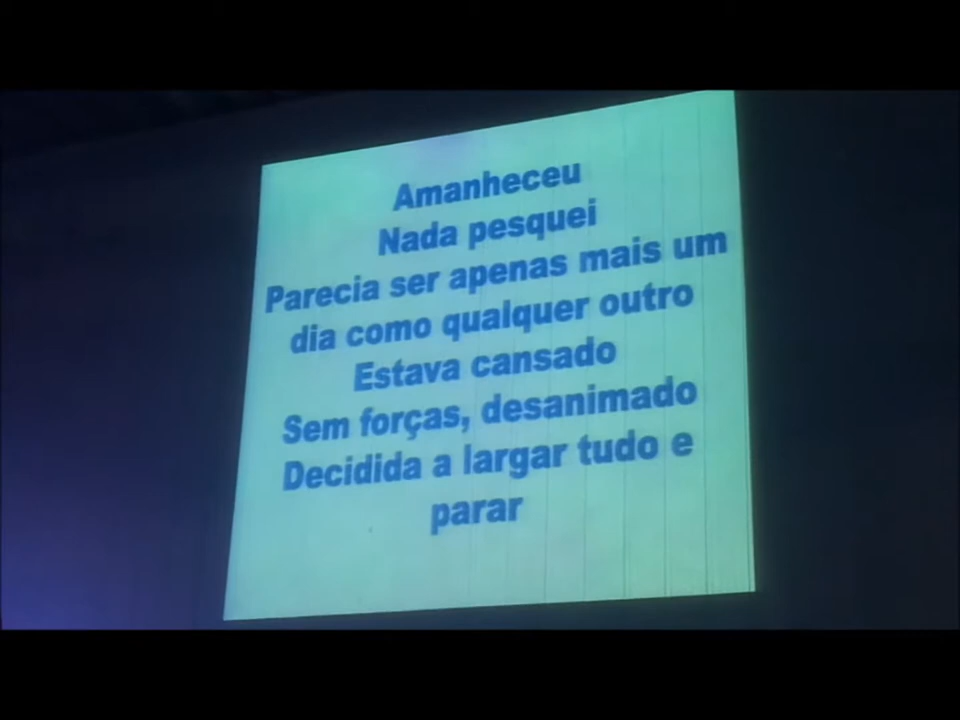 Amanheceu
Nada pesquei
Parecia ser apenas mais um
dia como qualquer outro
Estava cansado
Sem forças, desanimado
Decidida a largar tudo e
parar